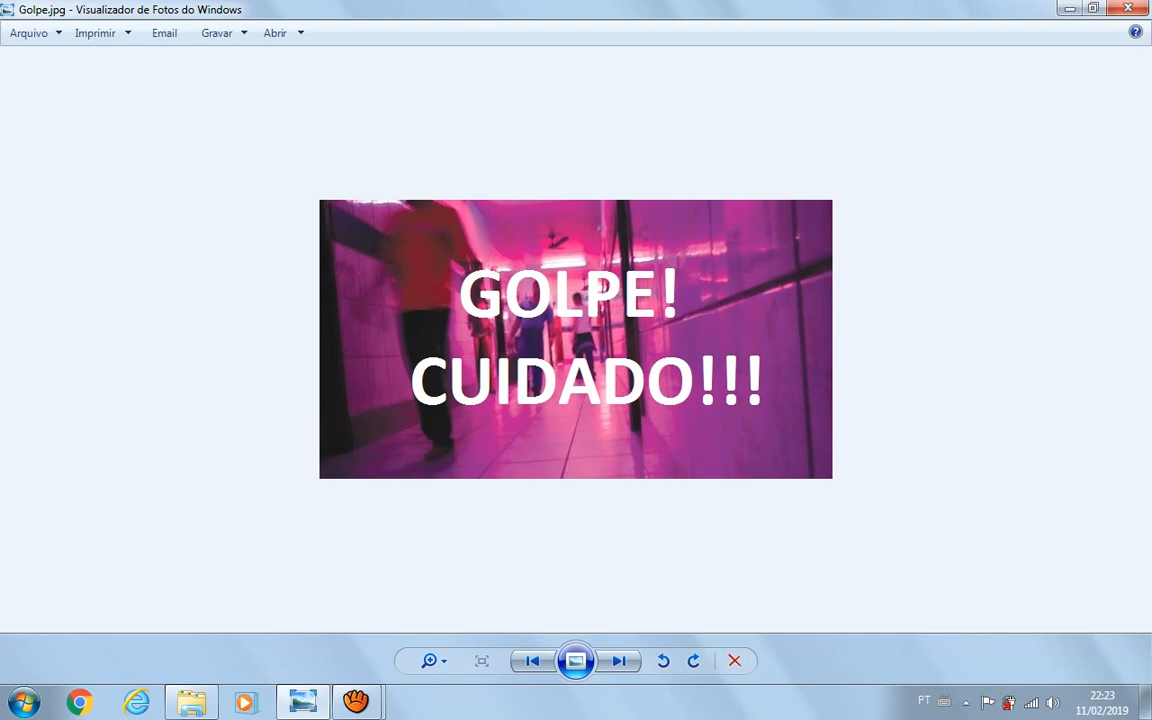 Golpe.jpg - Visualizador de Fotos do Windows
Arquivo Imprimir Email Gravar Abrir
GOLPE!
CUIDADO!!!
PT
22:23
11/02/2019